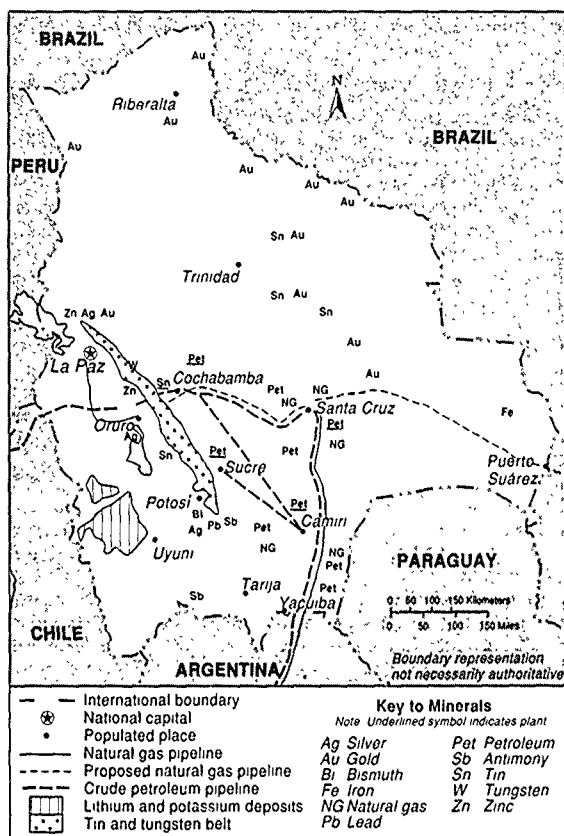 BRAZIL
Au
Riberalta
Au
N
BRAZIL
Au
PERU
Au
Au
Au
Sn Au
Trinidad
Sn Au
Sn
Zn Ag Au
Au
La Paz
W
Pet
Sn
Cochabamba
Zn
Au
Pet
NG
NG
Santa Cruz
Fe
Oruro
Ag
Pet
Pet
NG
Sn
Pet
Sucre
Puerto
Suárez
Potosí
Bi
Ag
Pb
Sb
Pet
Pet
Camiri
Uyuni
NG
NG
Pet
Pet
PARAGUAY
Tarija
Sb
Yacuiba
0 50 100 150 Kilometers
0 50 100 150 Miles
CHILE
ARGENTINA
Boundary representation
not necessarily authoritative
International boundary
National capital
Populated place
Natural gas pipeline
Proposed natural gas pipeline
Crude petroleum pipeline
Lithium and potassium deposits
Tin and tungsten belt
Key to Minerals
Note Underlined symbol indicates plant
Ag Silver
Au Gold
Bi Bismuth
Fe Iron
NG Natural gas
Pb Lead
Pet Petroleum
Sb Antimony
Sn Tin
W Tungsten
Zn Zinc